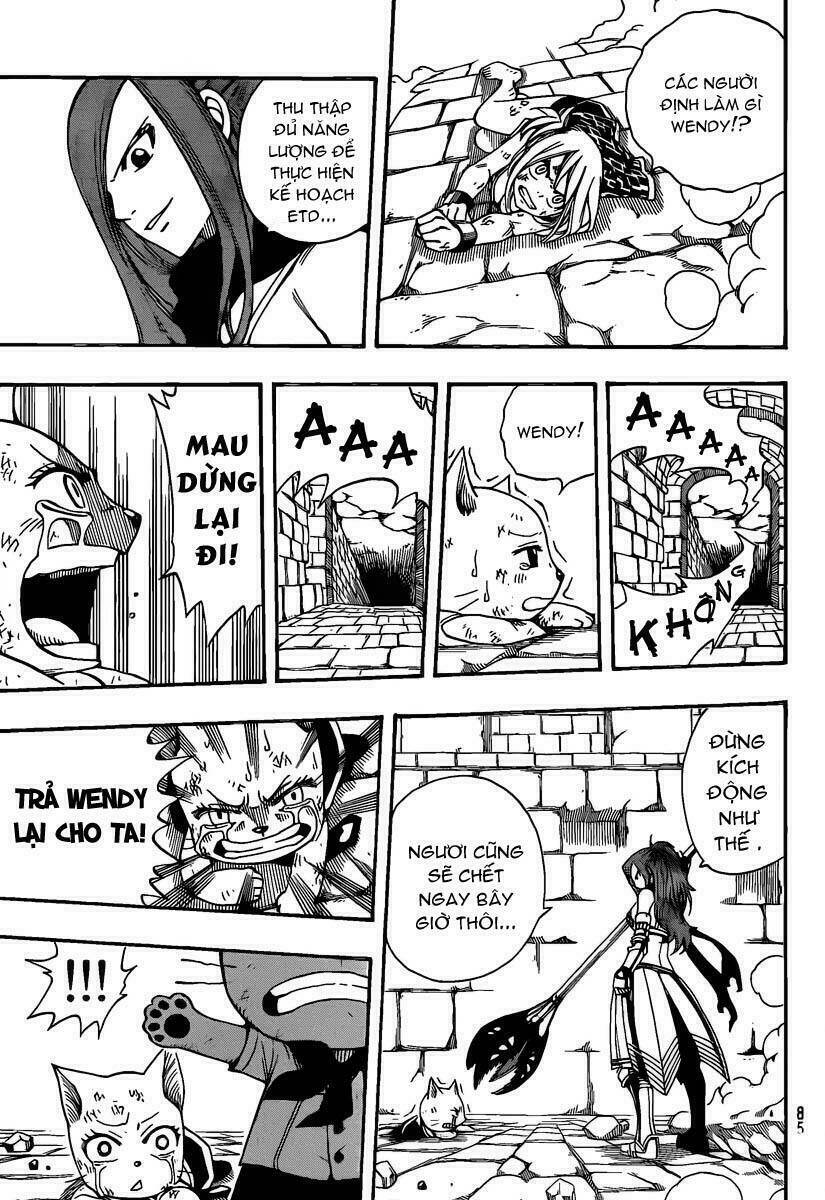 CÁC NGƯỜI
ĐỊNH LÀM GÌ
WENDY!?
THU THẬP
ĐỦ NĂNG
LƯỢNG ĐỂ
THỰC HIỆN
KẾ HOẠCH
ETD...
AAAAA
KHÔNG
WENDY!
AAA
MAU
DỪNG
LẠI
ĐI!
ĐỪNG
KÍCH
ĐỘNG
NHƯ
THẾ .
NGƯƠI CŨNG
SẼ CHẾT
NGAY BÂY
GIỜ THÔI...
TRẢ WENDY
LẠI CHO TA!
!!!
85